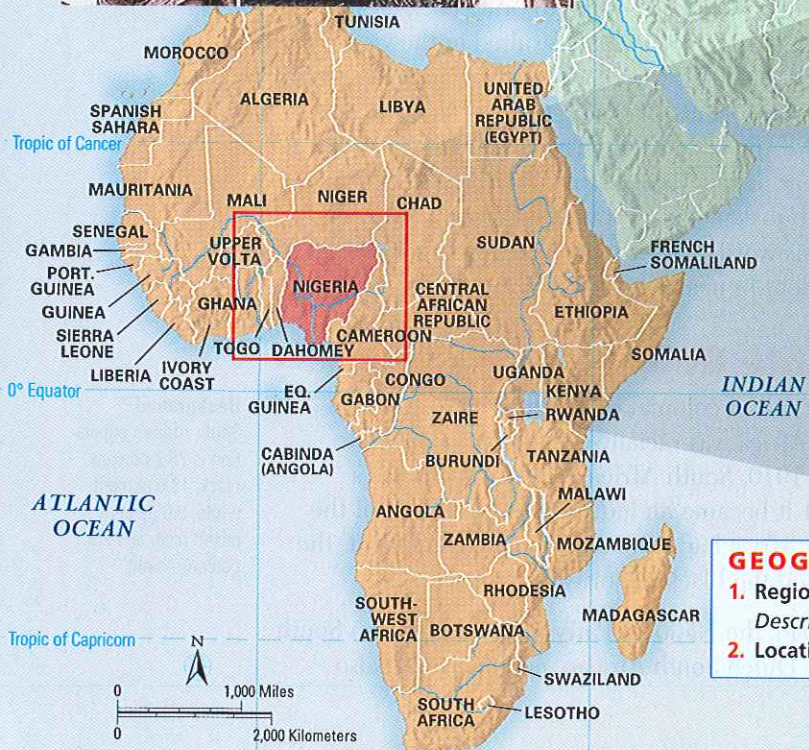 TUNISIA
MOROCCO
ALGERIA
LIBYA
UNITED
ARAB
REPUBLIC
(EGYPT)
SPANISH
SAHARA
Tropic of Cancer
MAURITANIA
MALI
NIGER
CHAD
SENEGAL
GAMBIA
UPPER
VOLTA
SUDAN
FRENCH
SOMALILAND
PORT.
GUINEA
NIGERIA
GUINEA
GHANA
CENTRAL
AFRICAN
REPUBLIC
ETHIOPIA
SIERRA
LEONE
CAMEROON
TOGO
DAHOMEY
LIBERIA
IVORY
COAST
SOMALIA
UGANDA
0° Equator
EQ.
GUINEA
CONGO
KENYA
GABON
RWANDA
INDIAN
OCEAN
ZAIRE
CABINDA
(ANGOLA)
BURUNDI
TANZANIA
ATLANTIC
OCEAN
ANGOLA
MALAWI
ZAMBIA
MOZAMBIQUE
RHODESIA
SOUTH-
WEST
AFRICA
BOTSWANA
MADAGASCAR
Tropic of Capricorn
N
SWAZILAND
SOUTH
AFRICA
LESOTHO
0 1,000 Miles
0 2,000 Kilometers
GEOG
1. Regio
Descr
2. Locati